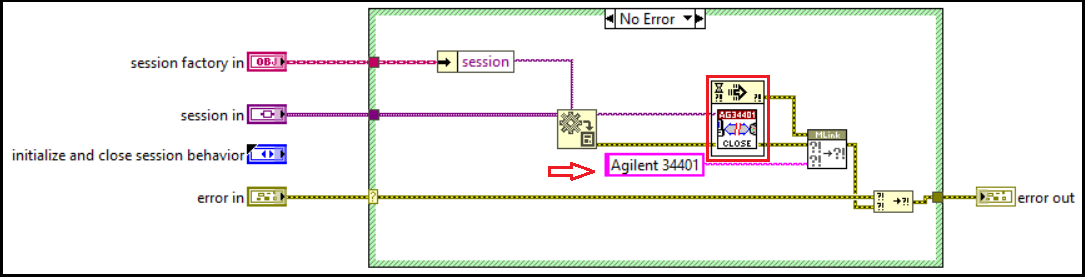 No Error
session factory in
OBJ
session
session in
AG34401
CLOSE
initialize and close session behavior
Agilent 34401
error in
error out